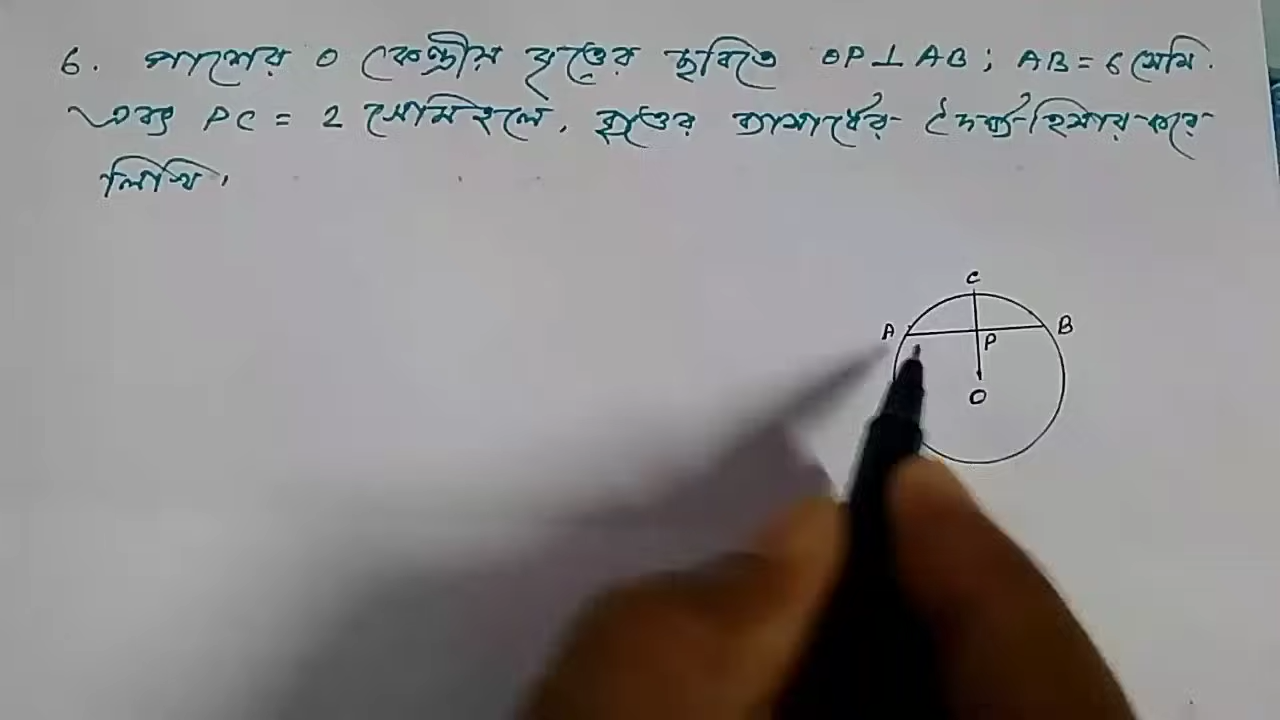 6. পাশের O কেন্দ্রীয় বৃত্তের ছবিতে OP⊥AB; AB=6 সেমি.
এবং PC = 2 সেমি হলে, বৃত্তের ব্যাসার্ধের দৈর্ঘ্য হিসাব করে
লিখি।
C
A B
P
O